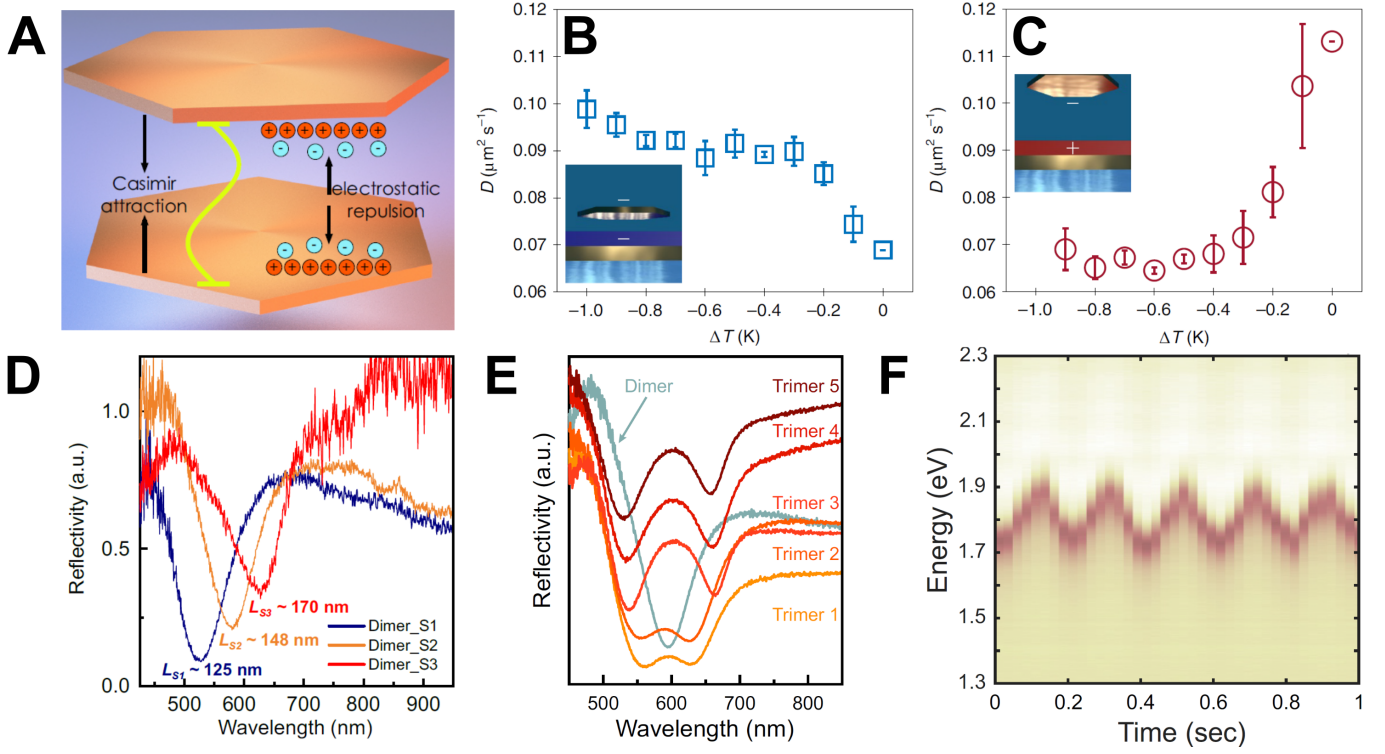 A
Casimir
attraction
electrostatic
repulsion
+ + + + + + +
- - - -
- - - -
+ + + + + + +
B
0.12
0.11
0.10
0.09
0.08
0.07
0.06
D (μm² s⁻¹)
−
−
−1.0 −0.8 −0.6 −0.4 −0.2 0
ΔT (K)
C
0.12
0.11
0.10
0.09
0.08
0.07
0.06
D (μm² s⁻¹)
−
+
−1.0 −0.8 −0.6 −0.4 −0.2 0
ΔT (K)
D
1.0
0.5
0.0
Reflectivity (a.u.)
L_S3 ~ 170 nm
L_S2 ~ 148 nm
L_S1 ~ 125 nm
Dimer_S1
Dimer_S2
Dimer_S3
500 600 700 800 900
Wavelength (nm)
E
Reflectivity (a.u.)
Dimer
Trimer 5
Trimer 4
Trimer 3
Trimer 2
Trimer 1
500 600 700 800
Wavelength (nm)
F
2.3
2.1
1.9
1.7
1.5
1.3
Energy (eV)
0 0.2 0.4 0.6 0.8 1
Time (sec)